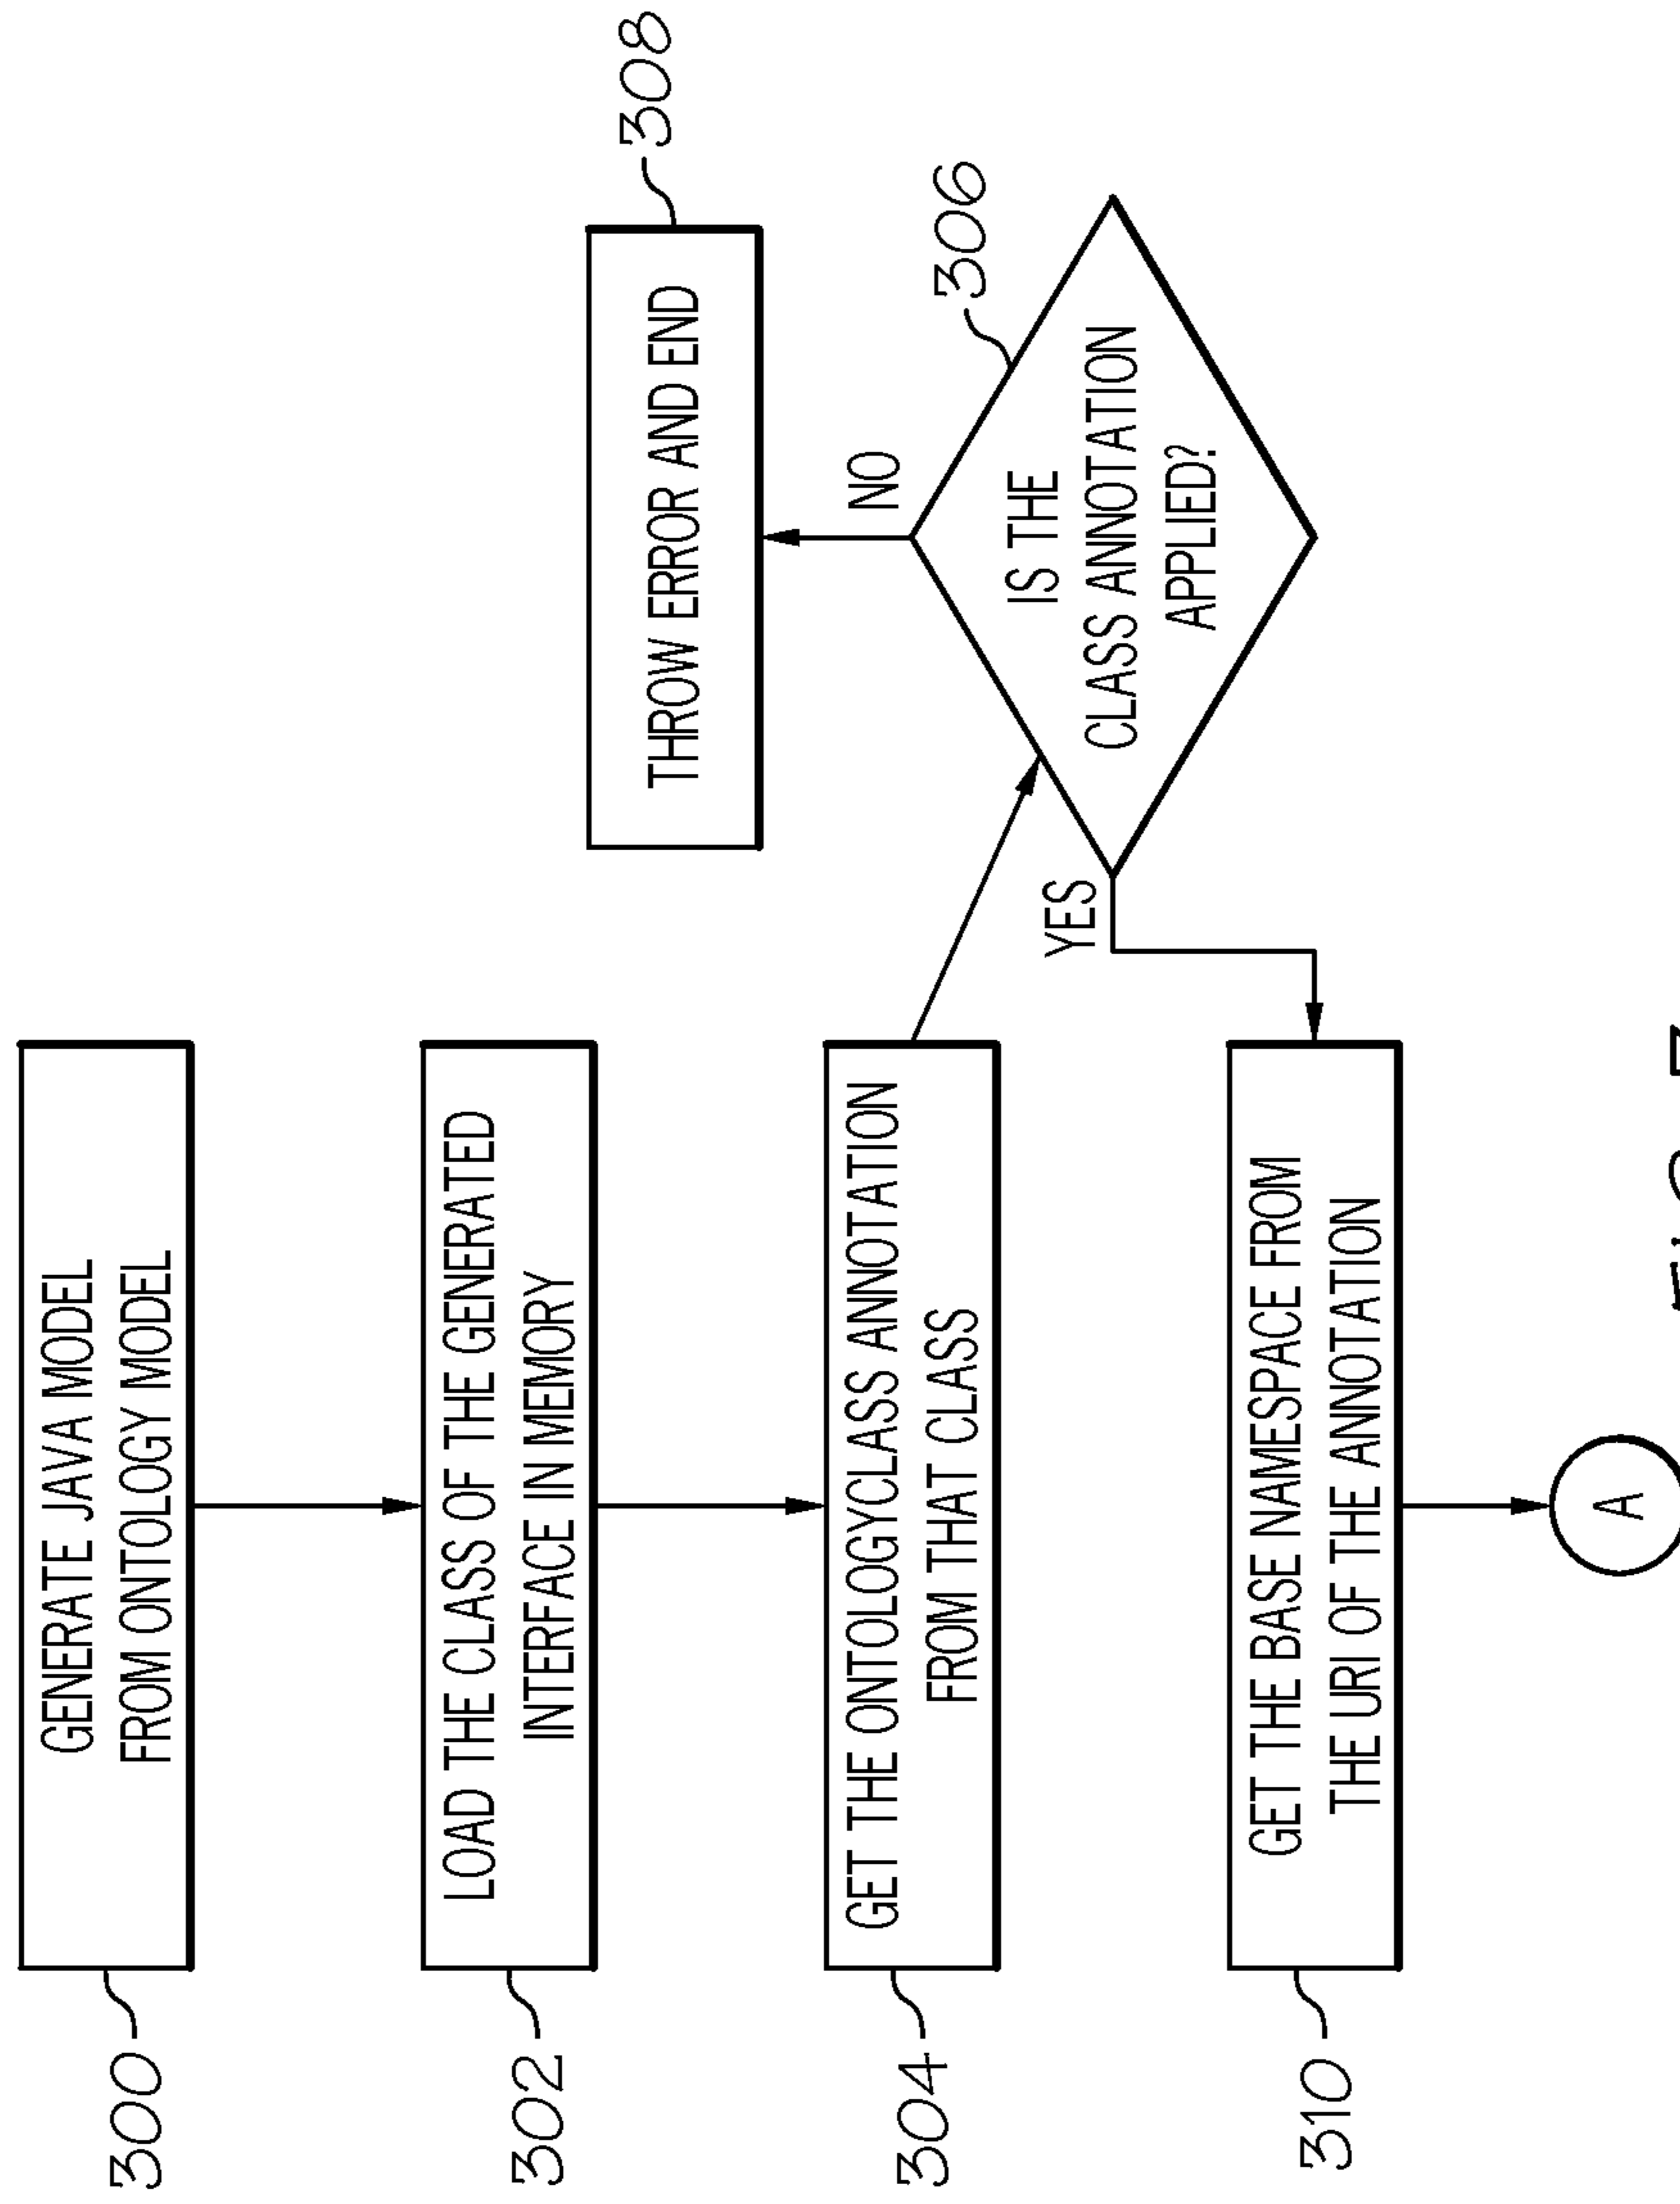 300
GENERATE JAVA MODEL
FROM ONTOLOGY MODEL
302
LOAD THE CLASS OF THE GENERATED
INTERFACE IN MEMORY
304
GET THE ONTOLOGYCLASS ANNOTATION
FROM THAT CLASS
306
IS THE
CLASS ANNOTATION
APPLIED?
NO
308
THROW ERROR AND END
YES
310
GET THE BASE NAMESPACE FROM
THE URI OF THE ANNOTATION
A